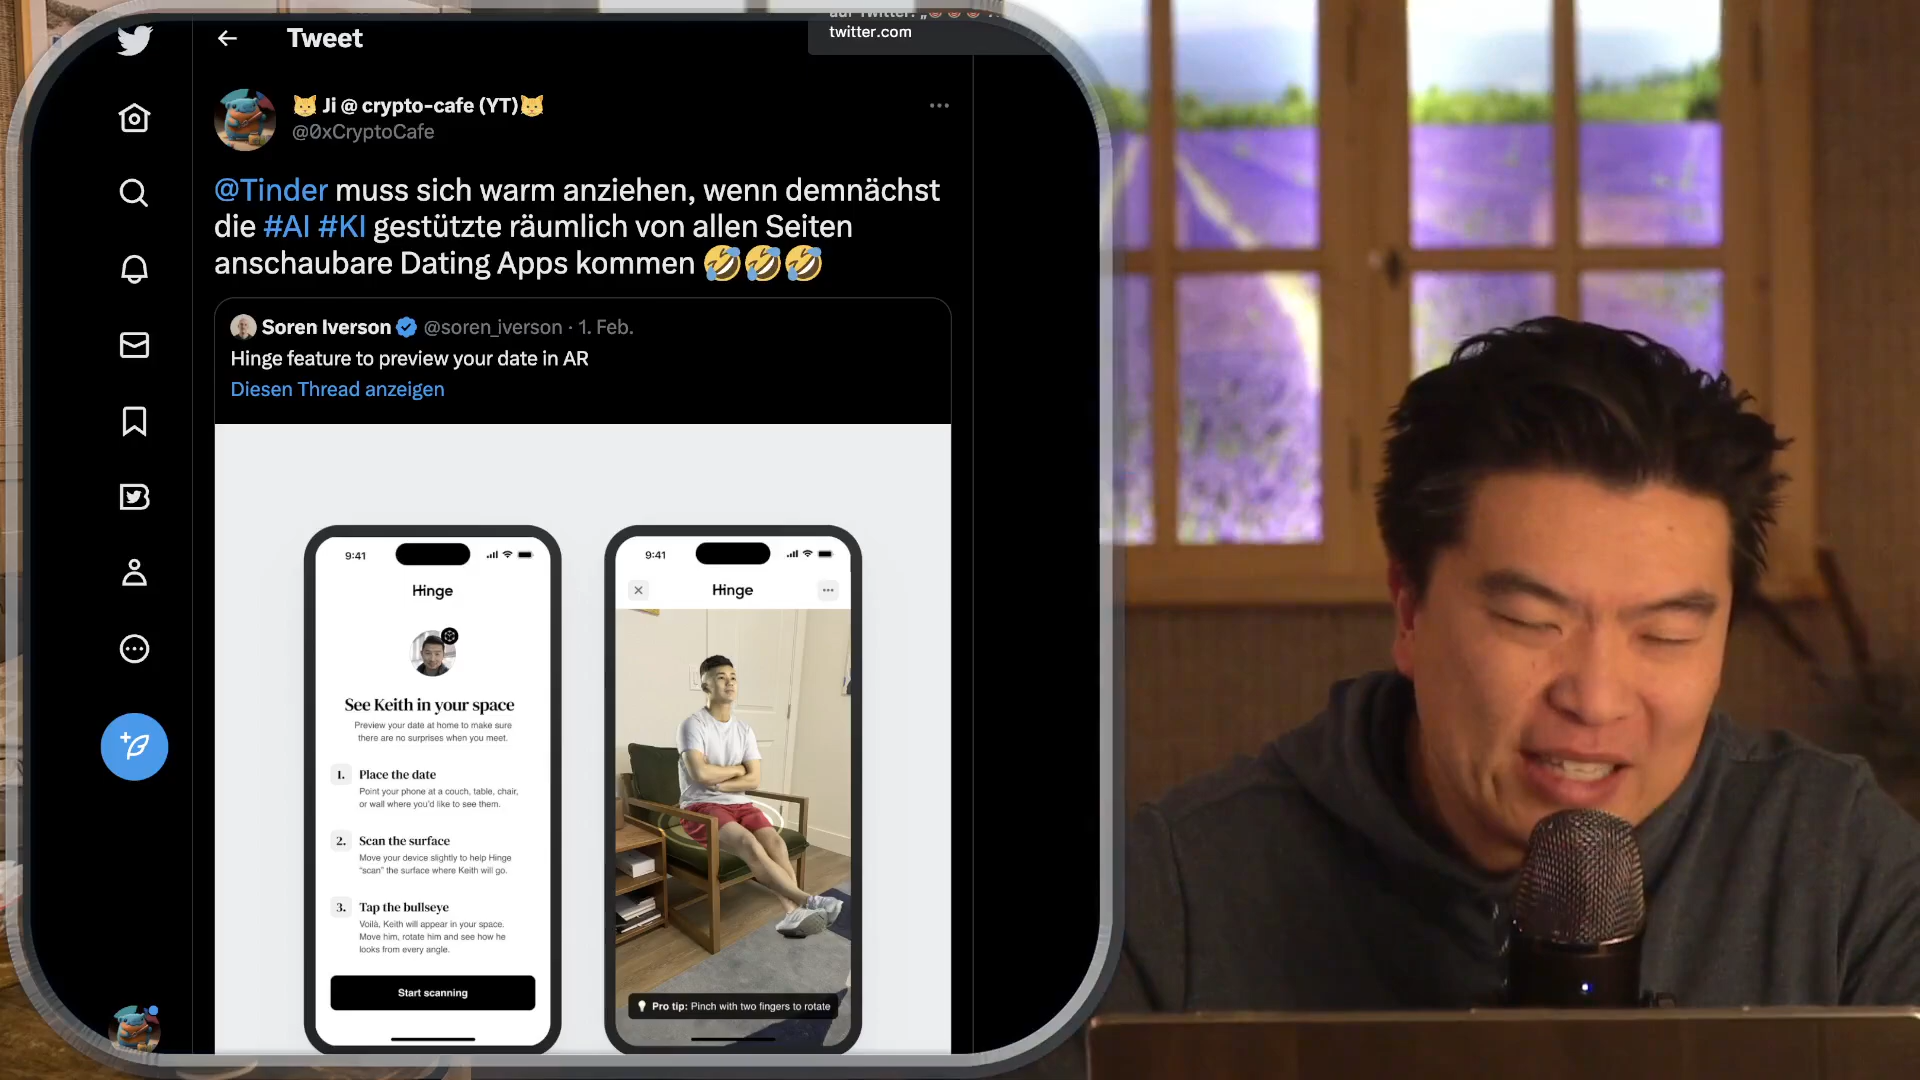 auf Twitter: „
twitter.com
Tweet
Ji @ crypto-cafe (YT)
@0xCryptoCafe
@Tinder muss sich warm anziehen, wenn demnächst
die #AI #KI gestützte räumlich von allen Seiten
anschaubare Dating Apps kommen 🤣🤣🤣
Soren Iverson @soren_iverson · 1. Feb.
Hinge feature to preview your date in AR
Diesen Thread anzeigen
9:41
Hinge
See Keith in your space
Preview your date at home to make sure
there are no surprises when you meet.
1. Place the date
Point your phone at a couch, table, chair,
or wall where you'd like to see them.
2. Scan the surface
Move your device slightly to help Hinge
"scan" the surface where Keith will go.
3. Tap the bullseye
Voilà, Keith will appear in your space.
Move him, rotate him and see how he
looks from every angle.
Start scanning
9:41
Hinge
Pro tip: Pinch with two fingers to rotate